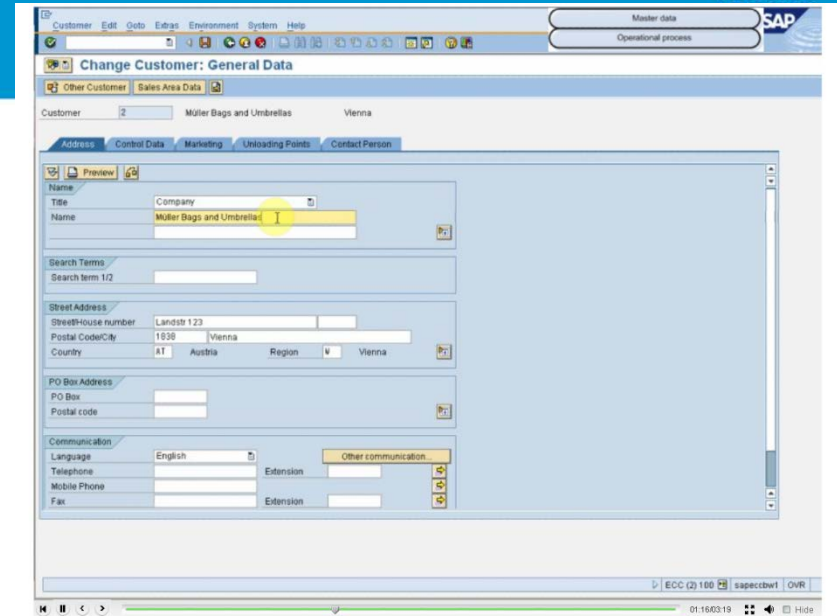 Master data
SAP
Customer Edit Goto Extras Environment System Help
Operational process
Change Customer: General Data
Other Customer Sales Area Data
Customer 2 Müller Bags and Umbrellas Vienna
Address Control Data Marketing Unloading Points Contact Person
Preview
Name
Title Company
Name Müller Bags and Umbrellas
Search Terms
Search term 1/2
Street Address
Street/House number Landstr 123
Postal Code/City 1030 Vienna
Country AT Austria Region W Vienna
PO Box Address
PO Box
Postal code
Communication
Language English Other communication...
Telephone Extension
Mobile Phone
Fax Extension
ECC (2) 100 sapeccbw1 OVR
01:16/03:19 Hide